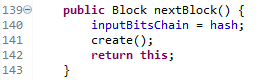 139 public Block nextBlock() {
140 inputBitsChain = hash;
141 create();
142 return this;
143 }